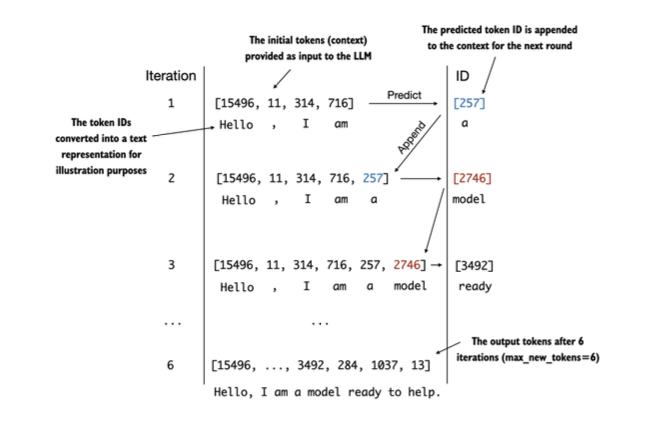 The initial tokens (context)
provided as input to the LLM
The predicted token ID is appended
to the context for the next round
Iteration
ID
1
[15496, 11, 314, 716]
Predict
[257]
Hello , I am
a
The token IDs
converted into a text
representation for
illustration purposes
Append
2
[15496, 11, 314, 716, 257]
[2746]
Hello , I am a
model
3
[15496, 11, 314, 716, 257, 2746]
[3492]
Hello , I am a model
ready
...
...
The output tokens after 6
iterations (max_new_tokens=6)
6
[15496, ..., 3492, 284, 1037, 13]
Hello, I am a model ready to help.